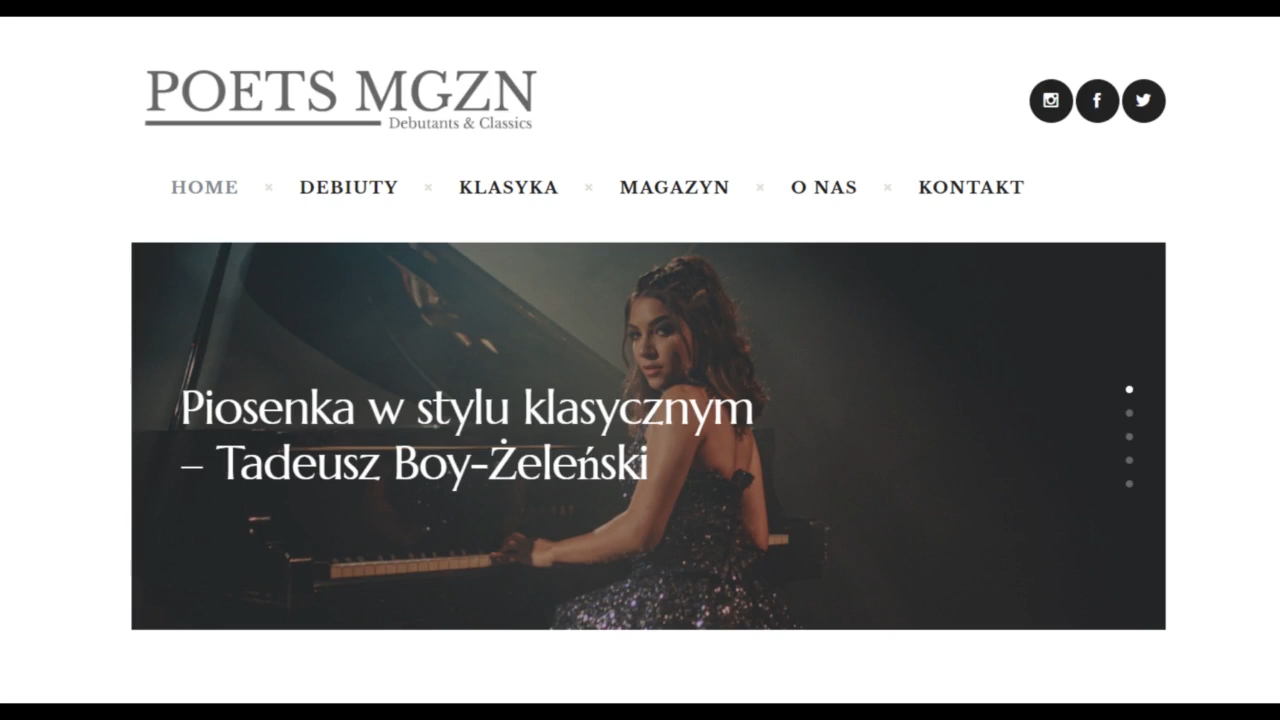 POETS MGZN
Debutants & Classics
HOME × DEBIUTY × KLASYKA × MAGAZYN × O NAS × KONTAKT
Piosenka w stylu klasycznym
– Tadeusz Boy-Żeleński